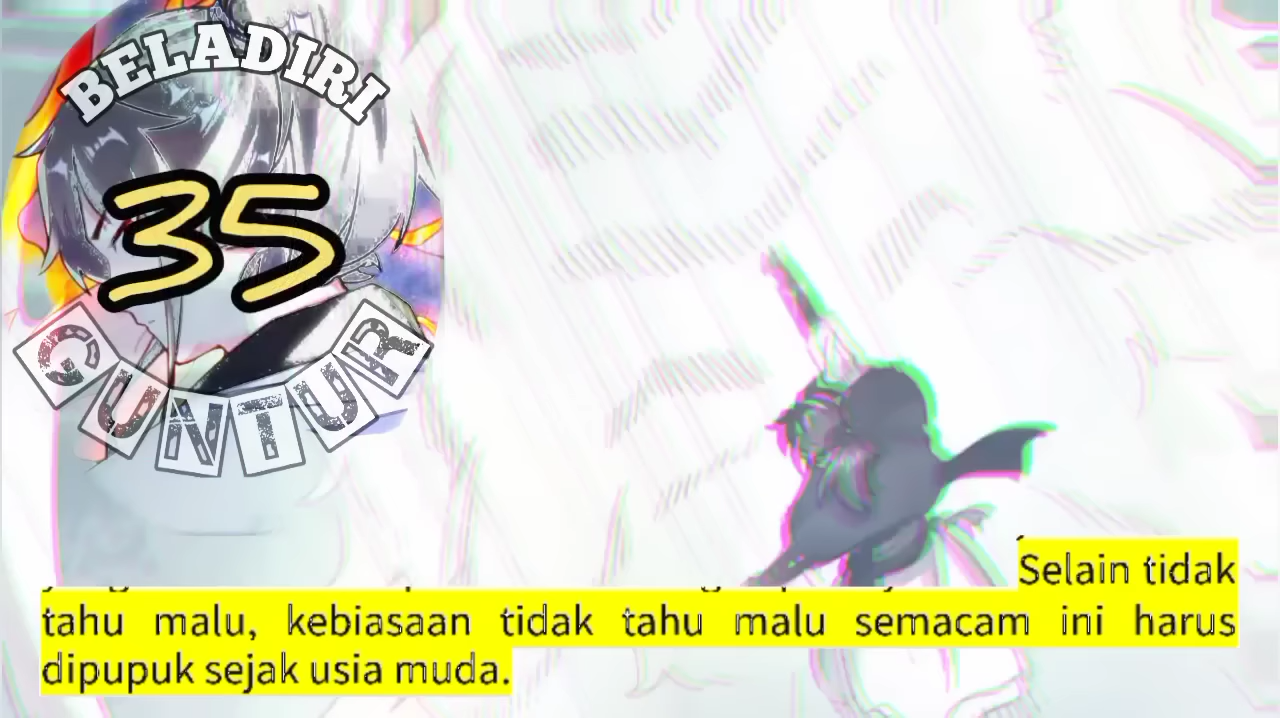 BELADIRI
35
GUNTUR
Selain tidak
tahu malu, kebiasaan tidak tahu malu semacam ini harus
dipupuk sejak usia muda.